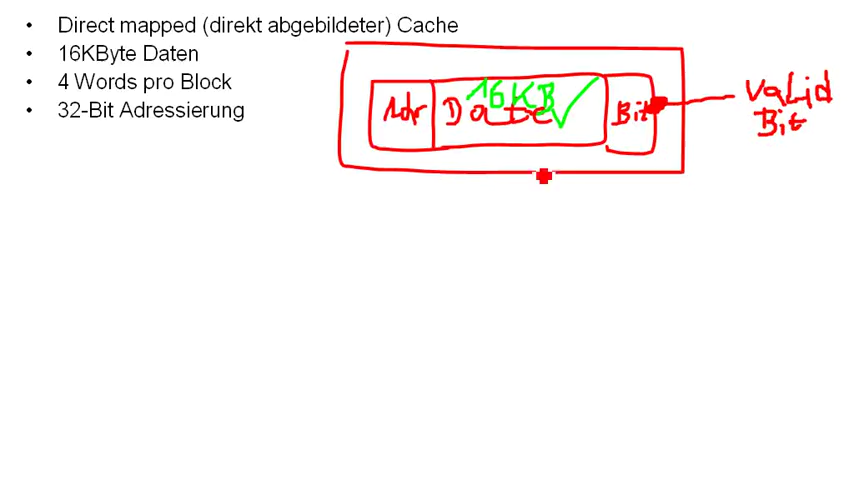 • Direct mapped (direkt abgebildeter) Cache
• 16KByte Daten
• 4 Words pro Block
• 32-Bit Adressierung
Adr Date Bit
16KB
Valid
Bit